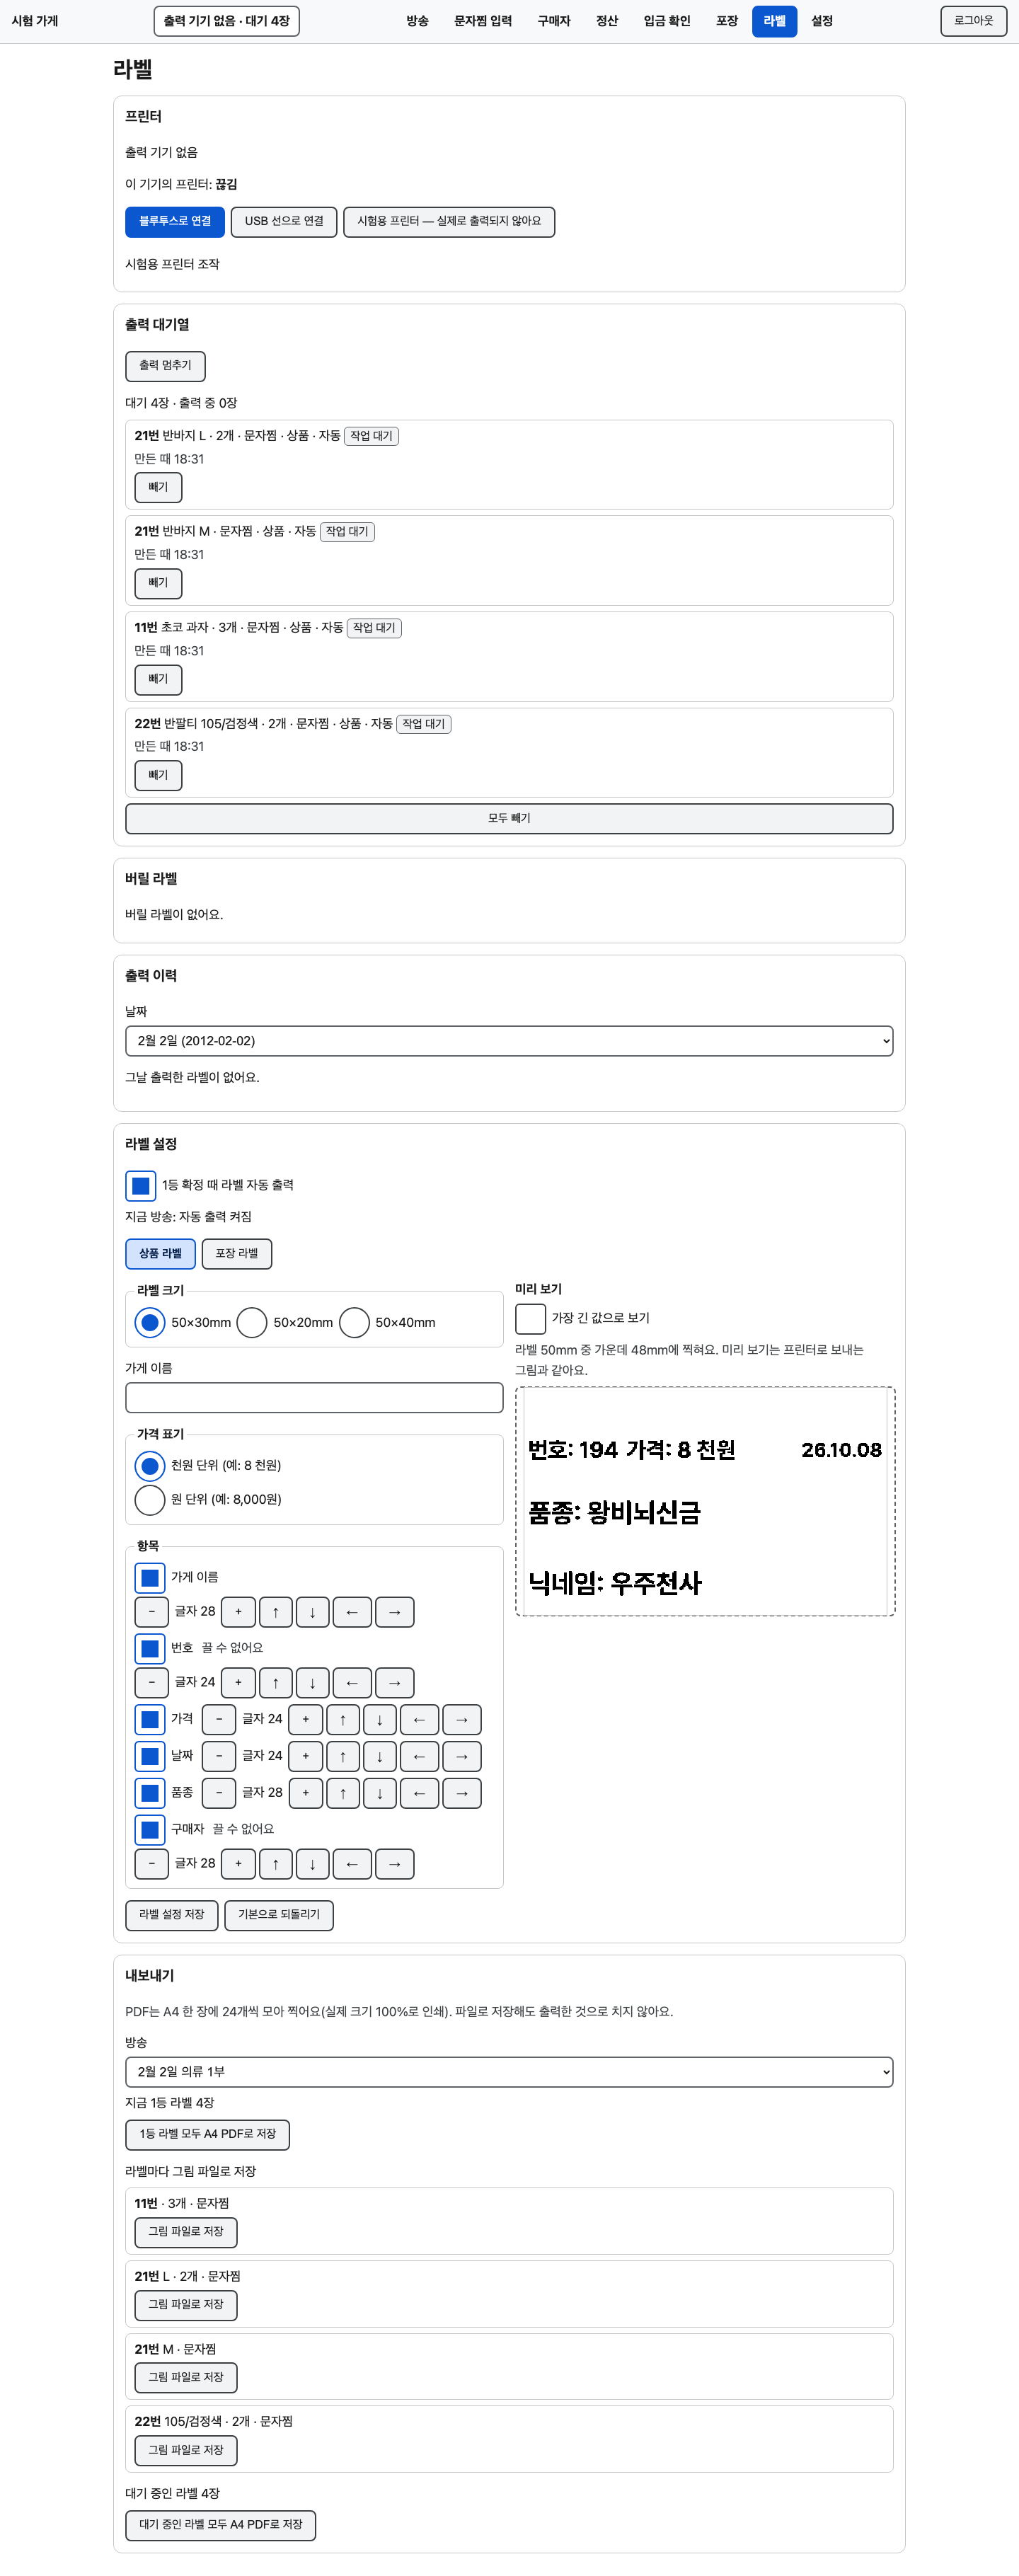 시험 가게
출력 기기 없음 · 대기 4장
방송 문자찜 입력 구매자 정산 입금 확인 포장 라벨 설정
로그아웃
라벨
프린터
출력 기기 없음
이 기기의 프린터: 끊김
블루투스로 연결 USB 선으로 연결 시험용 프린터 — 실제로 출력되지 않아요
시험용 프린터 조작
출력 대기열
출력 멈추기
대기 4장 · 출력 중 0장
21번 반바지 L · 2개 · 문자찜 · 상품 · 자동 작업 대기
만든 때 18:31
빼기
21번 반바지 M · 문자찜 · 상품 · 자동 작업 대기
만든 때 18:31
빼기
11번 초코 과자 · 3개 · 문자찜 · 상품 · 자동 작업 대기
만든 때 18:31
빼기
22번 반팔티 105/검정색 · 2개 · 문자찜 · 상품 · 자동 작업 대기
만든 때 18:31
빼기
모두 빼기
버릴 라벨
버릴 라벨이 없어요.
출력 이력
날짜
2월 2일 (2012-02-02)
그날 출력한 라벨이 없어요.
라벨 설정
1등 확정 때 라벨 자동 출력
지금 방송: 자동 출력 켜짐
상품 라벨 포장 라벨
라벨 크기
50×30mm 50×20mm 50×40mm
가게 이름
가격 표기
천원 단위 (예: 8 천원)
원 단위 (예: 8,000원)
항목
가게 이름
− 글자 28 + ↑ ↓ ← →
번호 끌 수 없어요
− 글자 24 + ↑ ↓ ← →
가격 − 글자 24 + ↑ ↓ ← →
날짜 − 글자 24 + ↑ ↓ ← →
품종 − 글자 28 + ↑ ↓ ← →
구매자 끌 수 없어요
− 글자 28 + ↑ ↓ ← →
미리 보기
가장 긴 값으로 보기
라벨 50mm 중 가운데 48mm에 찍혀요. 미리 보기는 프린터로 보내는
그림과 같아요.
번호: 194 가격: 8 천원 26.10.08
품종: 왕비뇌신금
닉네임: 우주천사
라벨 설정 저장 기본으로 되돌리기
내보내기
PDF는 A4 한 장에 24개씩 모아 찍어요(실제 크기 100%로 인쇄). 파일로 저장해도 출력한 것으로 치지 않아요.
방송
2월 2일 의류 1부
지금 1등 라벨 4장
1등 라벨 모두 A4 PDF로 저장
라벨마다 그림 파일로 저장
11번 · 3개 · 문자찜
그림 파일로 저장
21번 L · 2개 · 문자찜
그림 파일로 저장
21번 M · 문자찜
그림 파일로 저장
22번 105/검정색 · 2개 · 문자찜
그림 파일로 저장
대기 중인 라벨 4장
대기 중인 라벨 모두 A4 PDF로 저장